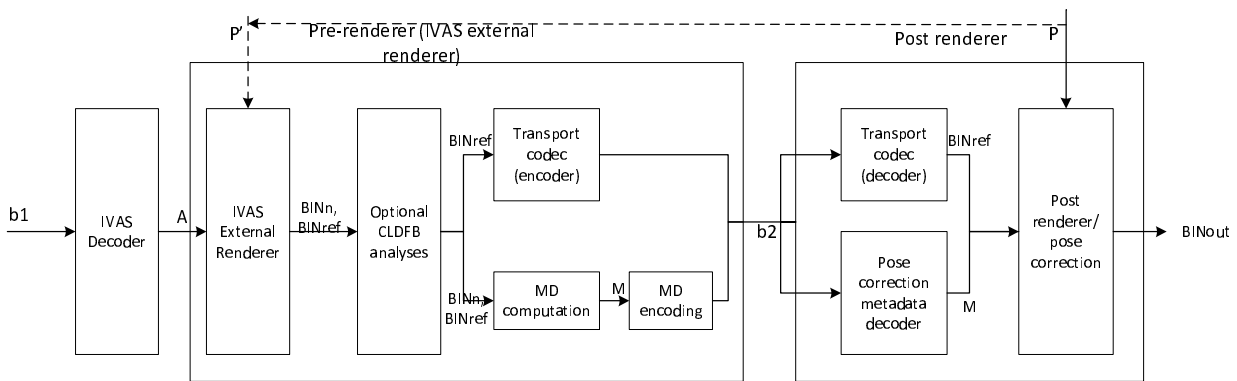 P'
Pre-renderer (IVAS external
renderer)
Post renderer
P
b1
IVAS
Decoder
A
IVAS
External
Renderer
BINn,
BINref
Optional
CLDFB
analyses
BINref
Transport
codec
(encoder)
BINn,
BINref
MD
computation
M
MD
encoding
b2
Transport
codec
(decoder)
BINref
Pose
correction
metadata
decoder
M
Post
renderer/
pose
correction
BINout